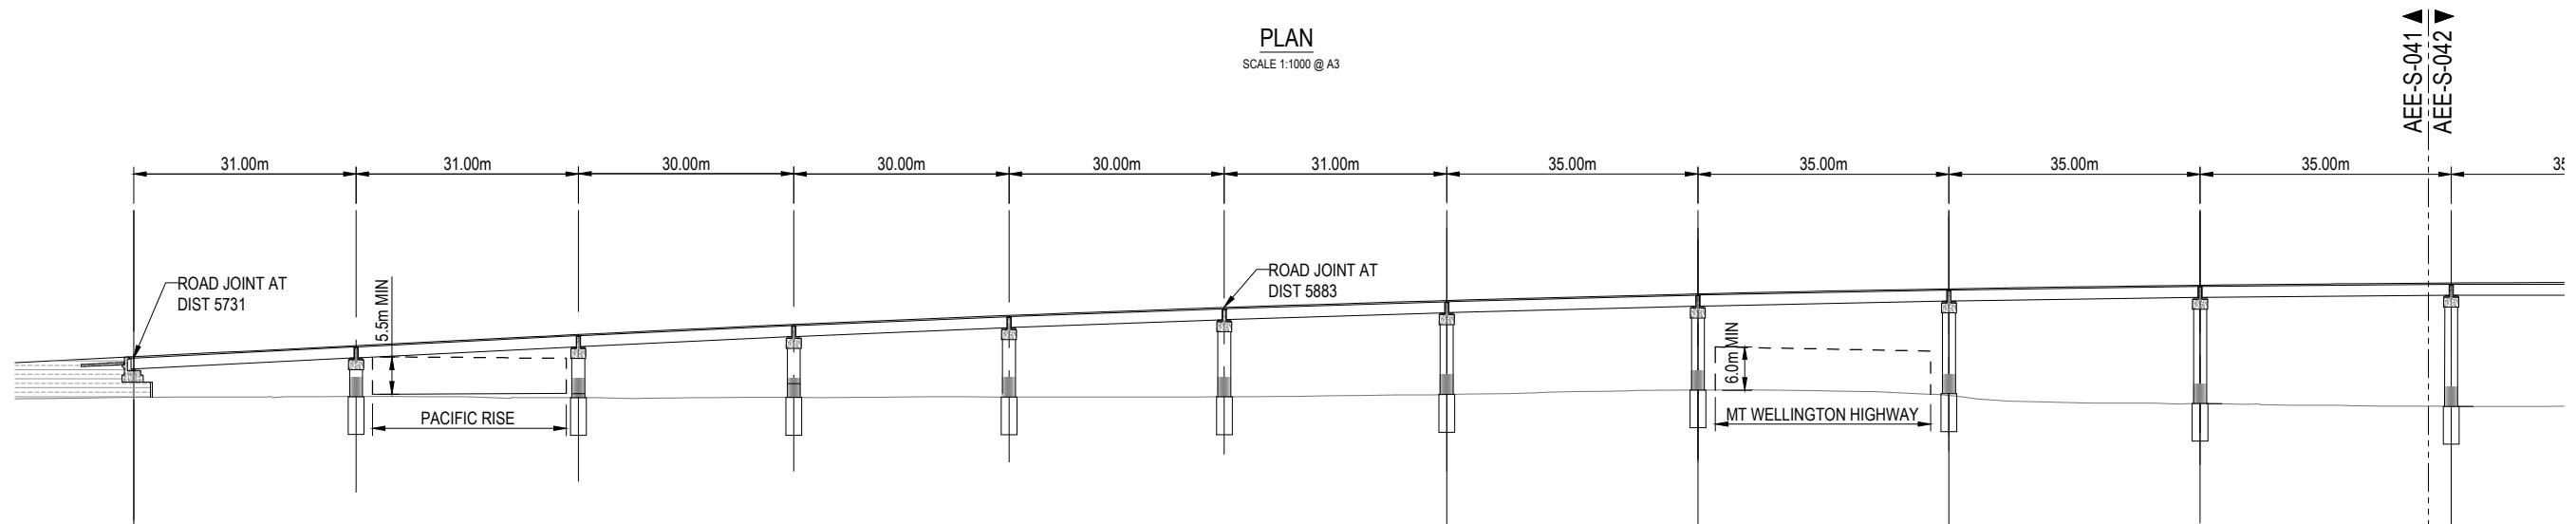 PLAN
SCALE 1:1000 @ A3
AEE-S-041
AEE-S-042
31.00m
31.00m
30.00m
30.00m
30.00m
31.00m
35.00m
35.00m
35.00m
35.00m
35
ROAD JOINT AT
DIST 5731
5.5m MIN
PACIFIC RISE
ROAD JOINT AT
DIST 5883
6.0m MIN
MT WELLINGTON HIGHWAY